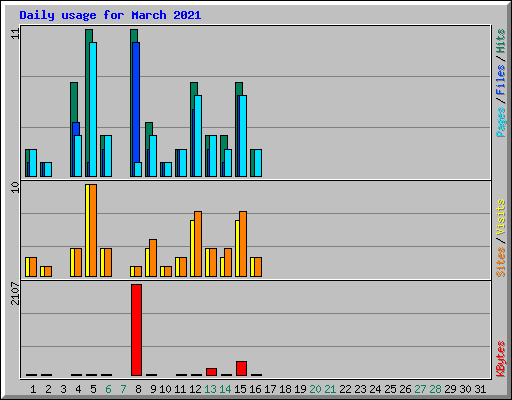 Daily usage for March 2021
11
Pages / Files / Hits
10
Sites / Visits
2107
KBytes
1 2 3 4 5 6 7 8 9 10 11 12 13 14 15 16 17 18 19 20 21 22 23 24 25 26 27 28 29 30 31